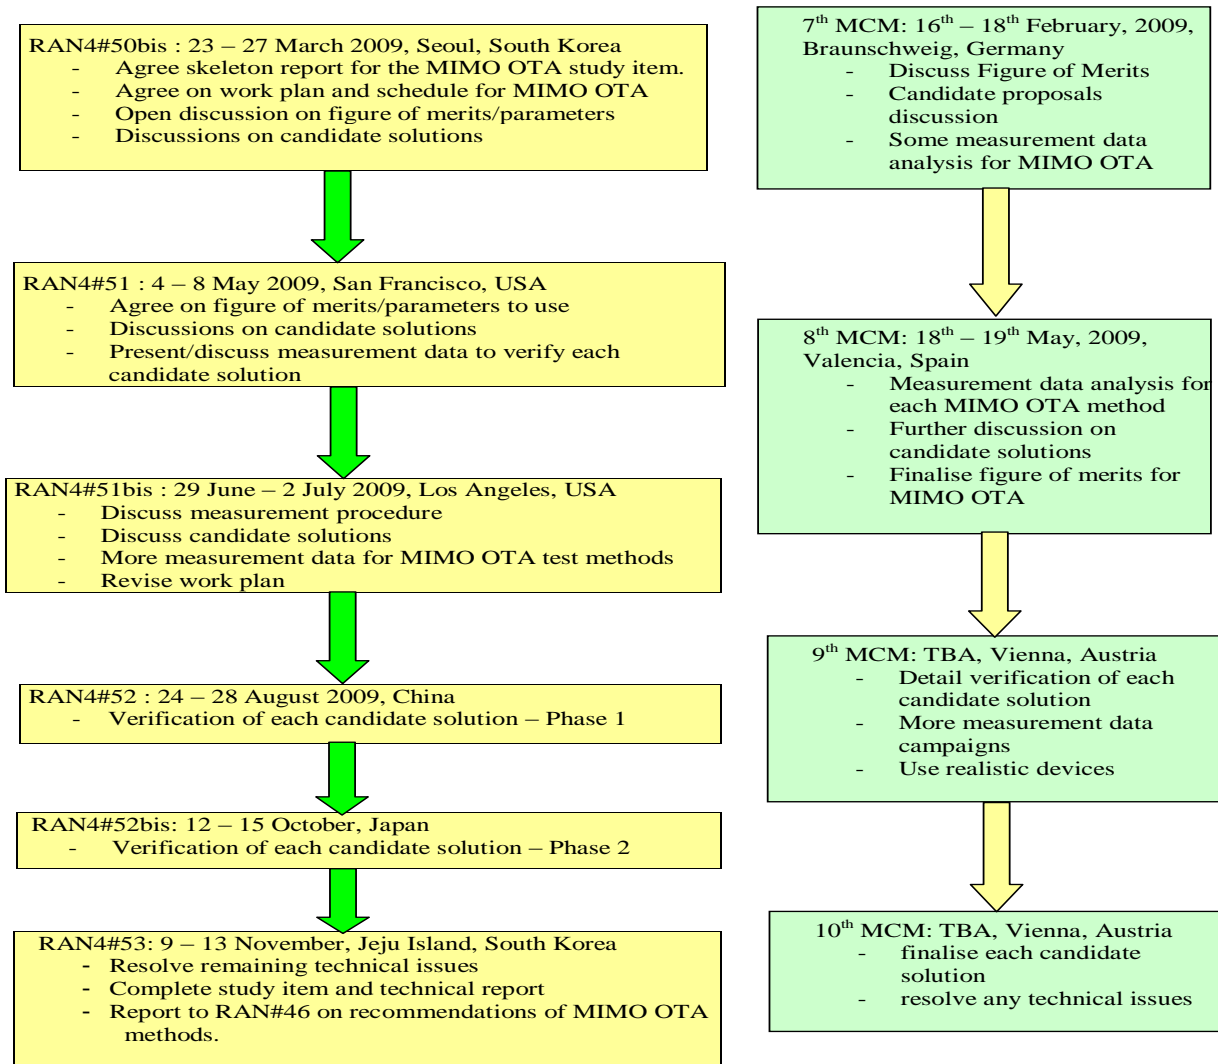 RAN4#50bis : 23 – 27 March 2009, Seoul, South Korea
- Agree skeleton report for the MIMO OTA study item.
- Agree on work plan and schedule for MIMO OTA
- Open discussion on figure of merits/parameters
- Discussions on candidate solutions
RAN4#51 : 4 – 8 May 2009, San Francisco, USA
- Agree on figure of merits/parameters to use
- Discussions on candidate solutions
- Present/discuss measurement data to verify each
candidate solution
RAN4#51bis : 29 June – 2 July 2009, Los Angeles, USA
- Discuss measurement procedure
- Discuss candidate solutions
- More measurement data for MIMO OTA test methods
- Revise work plan
RAN4#52 : 24 – 28 August 2009, China
- Verification of each candidate solution – Phase 1
RAN4#52bis: 12 – 15 October, Japan
- Verification of each candidate solution – Phase 2
RAN4#53: 9 – 13 November, Jeju Island, South Korea
- Resolve remaining technical issues
- Complete study item and technical report
- Report to RAN#46 on recommendations of MIMO OTA
methods.
7th MCM: 16th – 18th February, 2009,
Braunschweig, Germany
- Discuss Figure of Merits
- Candidate proposals
discussion
- Some measurement data
analysis for MIMO OTA
8th MCM: 18th – 19th May, 2009,
Valencia, Spain
- Measurement data analysis for
each MIMO OTA method
- Further discussion on
candidate solutions
- Finalise figure of merits for
MIMO OTA
9th MCM: TBA, Vienna, Austria
- Detail verification of each
candidate solution
- More measurement data
campaigns
- Use realistic devices
10th MCM: TBA, Vienna, Austria
- finalise each candidate
solution
- resolve any technical issues